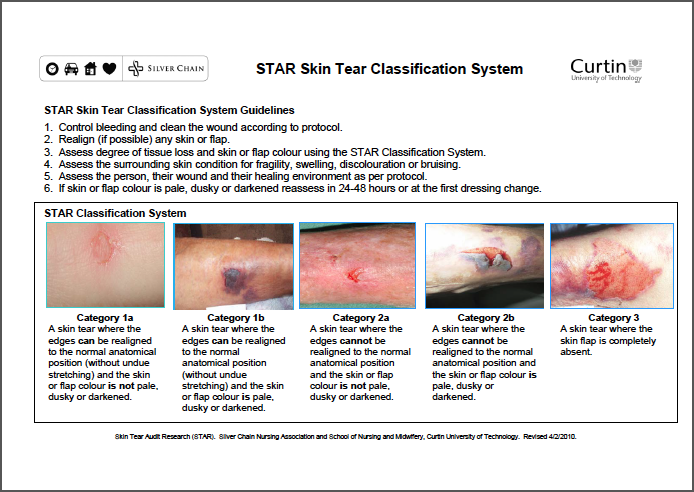 SILVER CHAIN
STAR Skin Tear Classification System
Curtin
University of Technology
STAR Skin Tear Classification System Guidelines
1. Control bleeding and clean the wound according to protocol.
2. Realign (if possible) any skin or flap.
3. Assess degree of tissue loss and skin or flap colour using the STAR Classification System.
4. Assess the surrounding skin condition for fragility, swelling, discolouration or bruising.
5. Assess the person, their wound and their healing environment as per protocol.
6. If skin or flap colour is pale, dusky or darkened reassess in 24-48 hours or at the first dressing change.
STAR Classification System
Category 1a
A skin tear where the
edges can be realigned
to the normal anatomical
position (without undue
stretching) and the skin
or flap colour is not pale,
dusky or darkened.
Category 1b
A skin tear where the
edges can be realigned
to the normal
anatomical position
(without undue
stretching) and the skin
or flap colour is pale,
dusky or darkened.
Category 2a
A skin tear where the
edges cannot be
realigned to the normal
anatomical position
and the skin or flap
colour is not pale,
dusky or darkened.
Category 2b
A skin tear where the
edges cannot be
realigned to the normal
anatomical position and
the skin or flap colour is
pale, dusky or
darkened.
Category 3
A skin tear where the
skin flap is completely
absent.
Skin Tear Audit Research (STAR). Silver Chain Nursing Association and School of Nursing and Midwifery, Curtin University of Technology. Revised 4/2/2010.